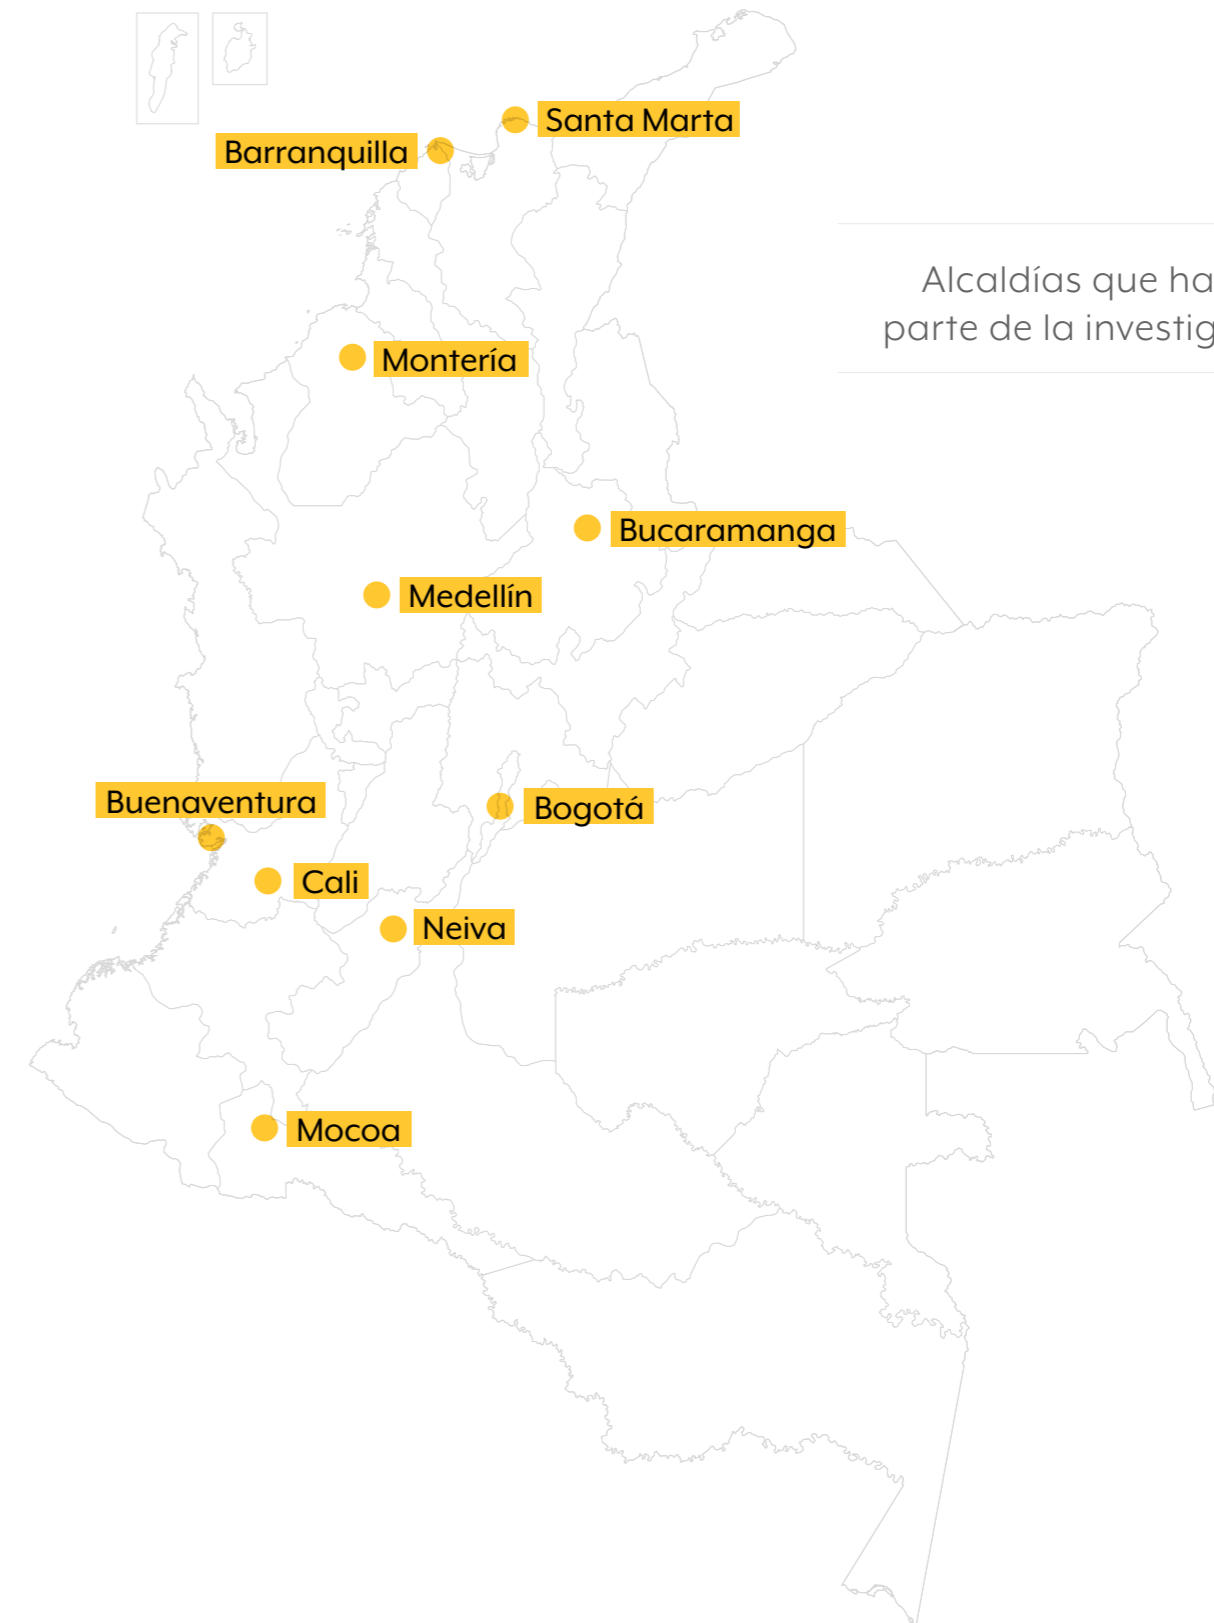 Santa Marta
Barranquilla
Alcaldías que ha
parte de la investig
Montería
Bucaramanga
Medellín
Buenaventura
Bogotá
Cali
Neiva
Mocoa